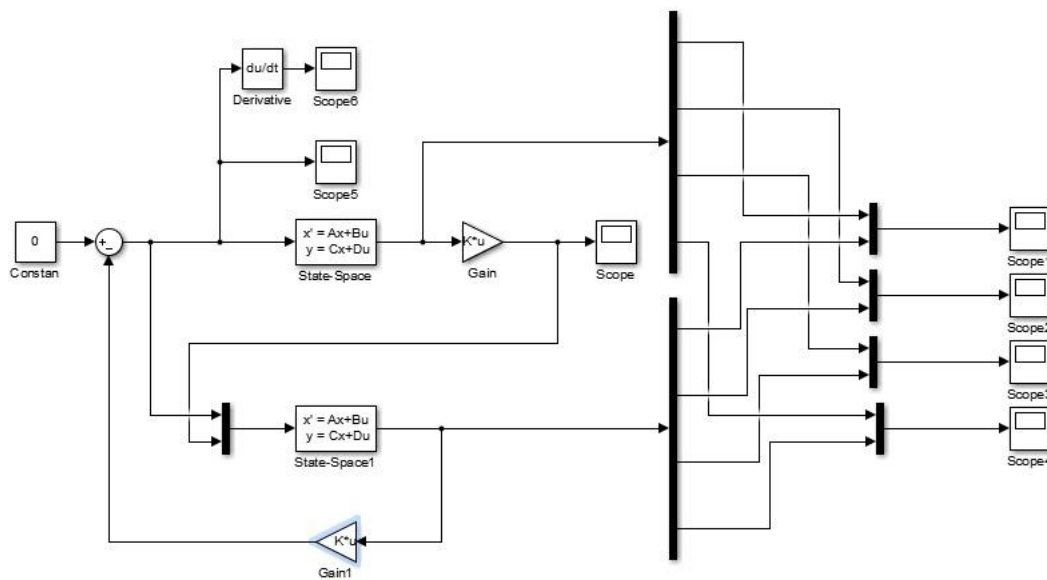 du/dt
Derivative
Scope6
Scope5
0
Constan
+
_
x' = Ax+Bu
y = Cx+Du
State-Space
K*u
Gain
Scope
Scope1
Scope2
Scope3
Scope4
x' = Ax+Bu
y = Cx+Du
State-Space1
K*u
Gain1